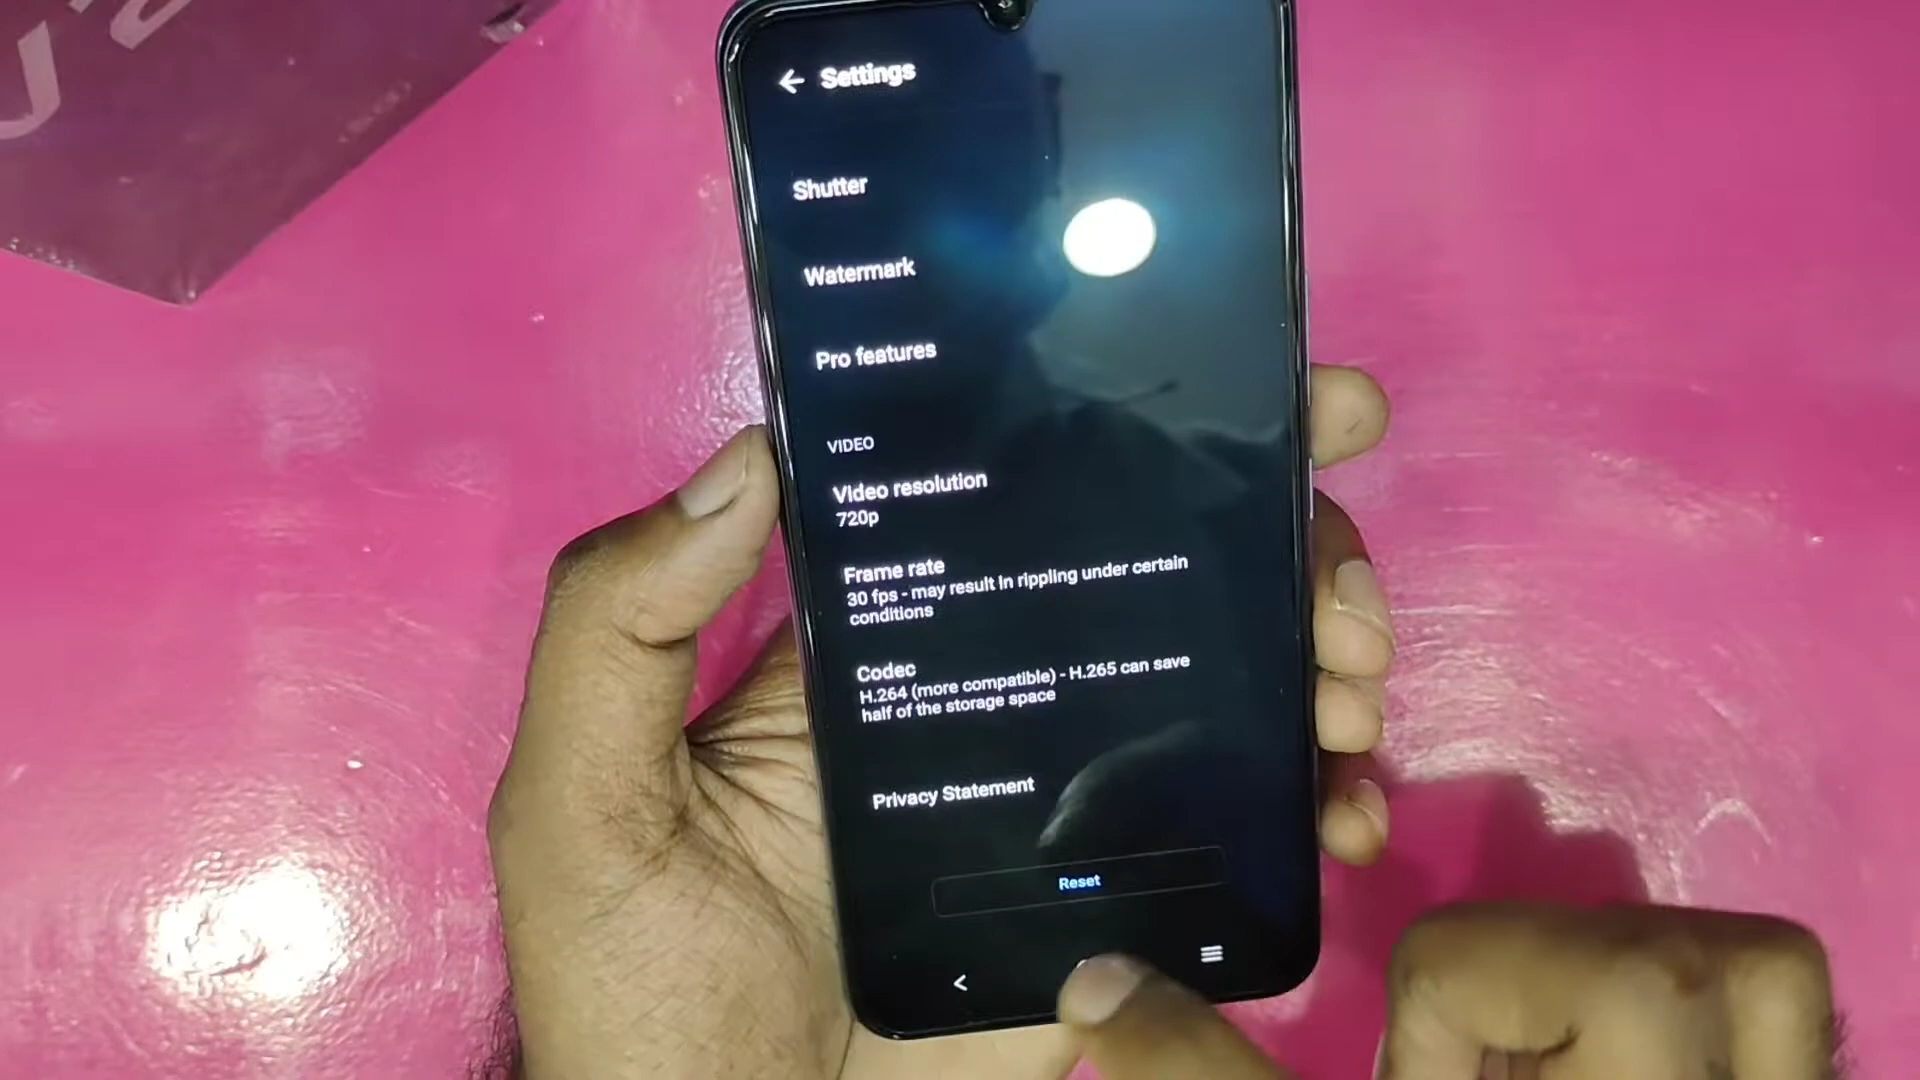 Settings
Shutter
Watermark
Pro features
VIDEO
Video resolution
720p
Frame rate
30 fps - may result in rippling under certain
conditions
Codec
H.264 (more compatible) - H.265 can save
half of the storage space
Privacy Statement
Reset